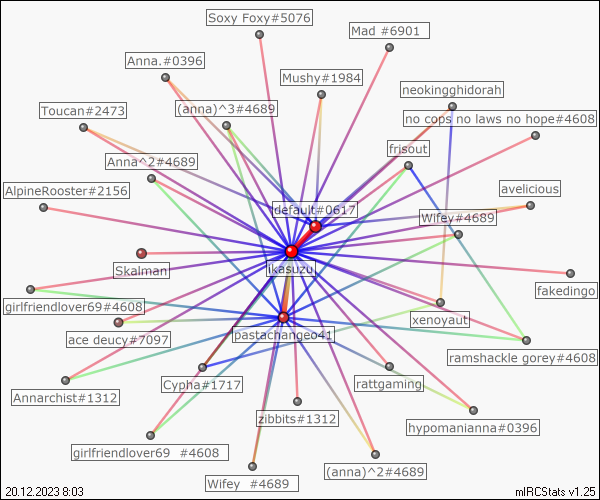 Soxy Foxy#5076
Mad #6901
Anna.#0396
Mushy#1984
neokingghidorah
Toucan#2473
(anna)^3#4689
no cops no laws no hope#4608
frisout
Anna^2#4689
AlpineRooster#2156
avelicious
default#0617
Wifey#4689
Skalman
ikasuzu
fakedingo
girlfriendlover69#4608
xenoyaut
ace deucy#7097
pastachangeo41
ramshackle gorey#4608
Cypha#1717
rattgaming
Annarchist#1312
zibbits#1312
hypomanianna#0396
girlfriendlover69 #4608
(anna)^2#4689
Wifey #4689
20.12.2023 8:03
mIRCStats v1.25